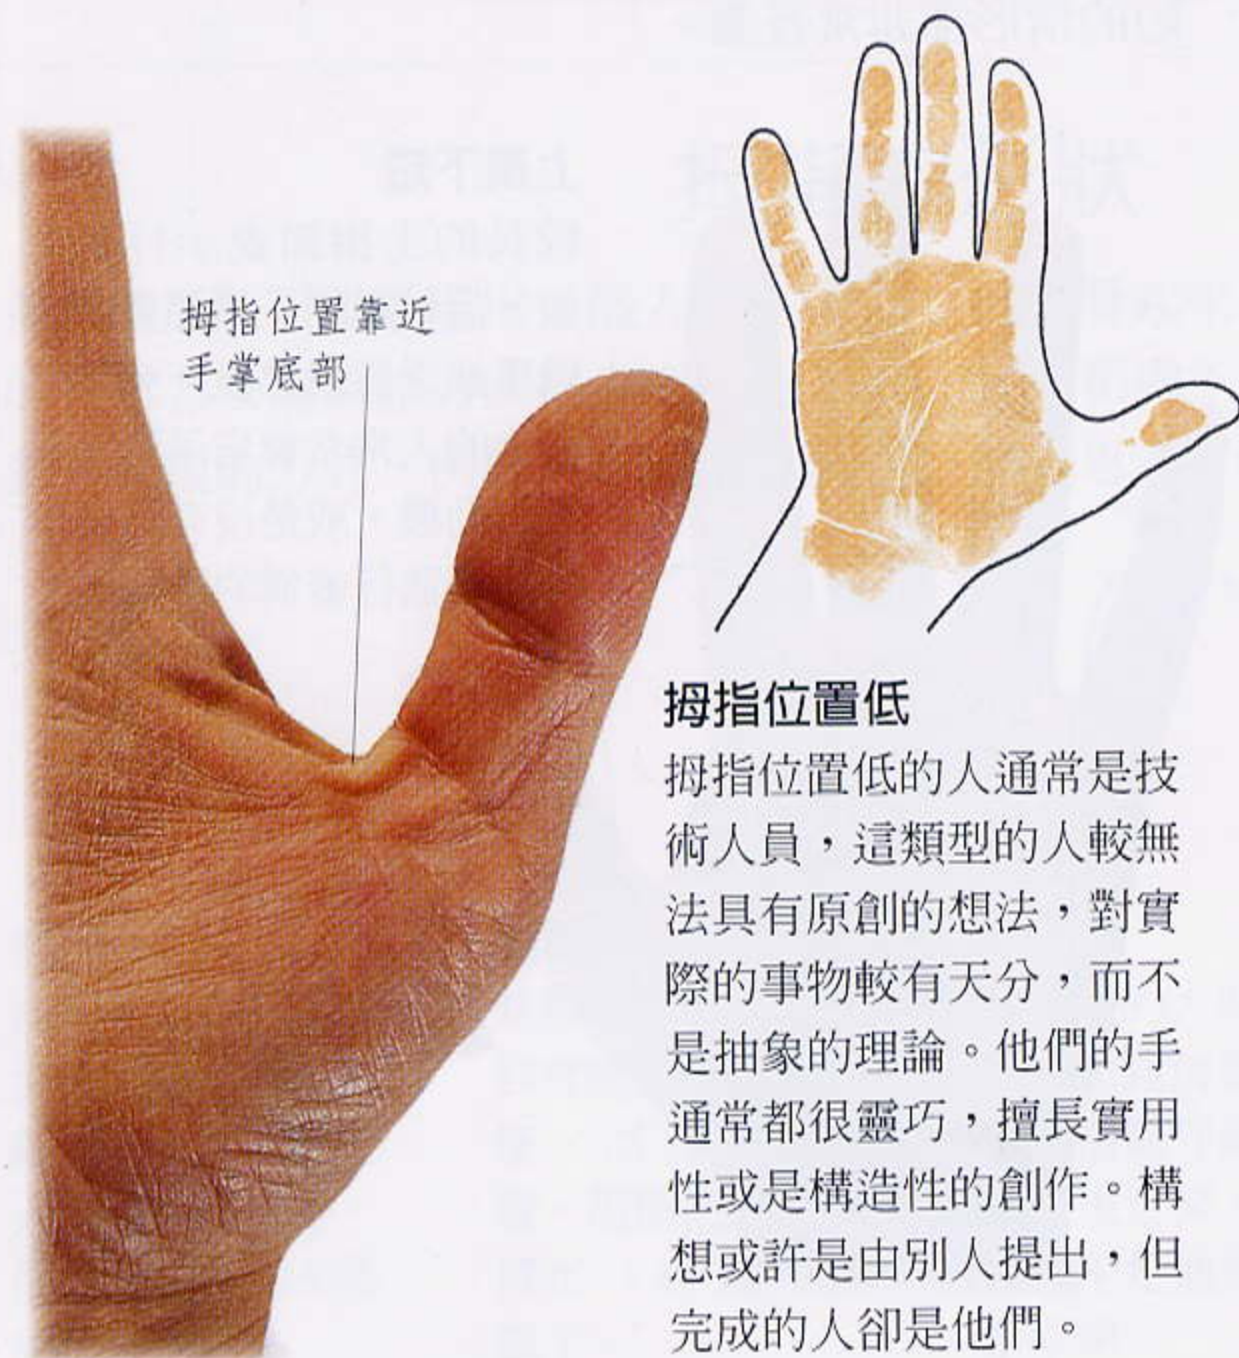 拇指位置靠近
手掌底部
拇指位置低
拇指位置低的人通常是技
術人員，這類型的人較無
法具有原創的想法，對實
際的事物較有天分，而不
是抽象的理論。他們的手
通常都很靈巧，擅長實用
性或是構造性的創作。構
想或許是由別人提出，但
完成的人卻是他們。